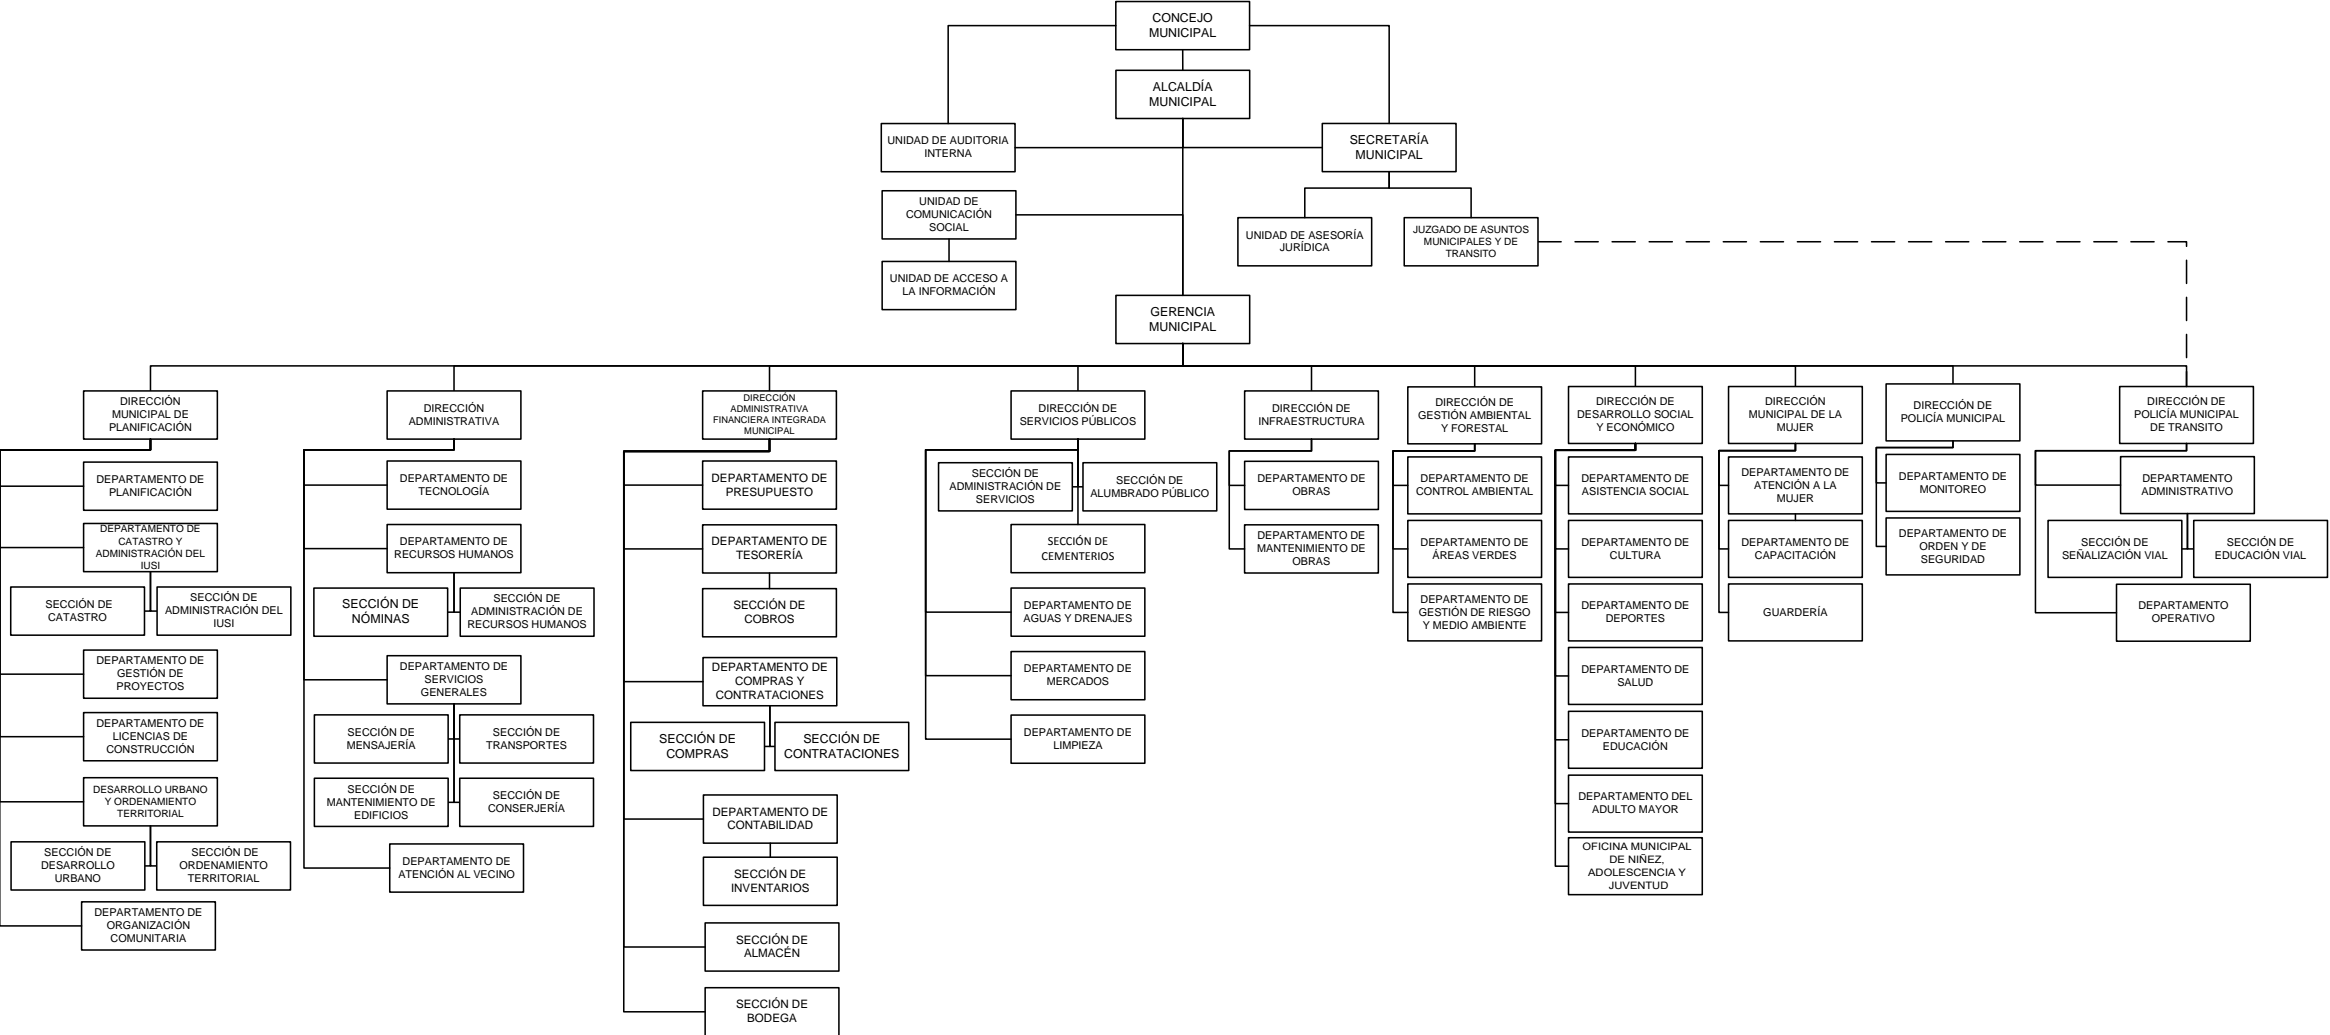 CONCEJO
MUNICIPAL
ALCALDÍA
MUNICIPAL
UNIDAD DE AUDITORIA
INTERNA
SECRETARÍA
MUNICIPAL
UNIDAD DE
COMUNICACIÓN
SOCIAL
UNIDAD DE ASESORÍA
JURÍDICA
JUZGADO DE ASUNTOS
MUNICIPALES Y DE
TRANSITO
UNIDAD DE ACCESO A
LA INFORMACIÓN
GERENCIA
MUNICIPAL
DIRECCIÓN
MUNICIPAL DE
PLANIFICACIÓN
DEPARTAMENTO DE
PLANIFICACIÓN
DEPARTAMENTO DE
CATASTRO Y
ADMINISTRACIÓN DEL
IUSI
SECCIÓN DE
CATASTRO
SECCIÓN DE
ADMINISTRACIÓN DEL
IUSI
DEPARTAMENTO DE
GESTIÓN DE
PROYECTOS
DEPARTAMENTO DE
LICENCIAS DE
CONSTRUCCIÓN
DESARROLLO URBANO
Y ORDENAMIENTO
TERRITORIAL
SECCIÓN DE
DESARROLLO
URBANO
SECCIÓN DE
ORDENAMIENTO
TERRITORIAL
DEPARTAMENTO DE
ORGANIZACIÓN
COMUNITARIA
DIRECCIÓN
ADMINISTRATIVA
DEPARTAMENTO DE
TECNOLOGÍA
DEPARTAMENTO DE
RECURSOS HUMANOS
SECCIÓN DE
NÓMINAS
SECCIÓN DE
ADMINISTRACIÓN DE
RECURSOS HUMANOS
DEPARTAMENTO DE
SERVICIOS
GENERALES
SECCIÓN DE
MENSAJERÍA
SECCIÓN DE
TRANSPORTES
SECCIÓN DE
MANTENIMIENTO DE
EDIFICIOS
SECCIÓN DE
CONSERJERÍA
DEPARTAMENTO DE
ATENCIÓN AL VECINO
DIRECCIÓN
ADMINISTRATIVA
FINANCIERA INTEGRADA
MUNICIPAL
DEPARTAMENTO DE
PRESUPUESTO
DEPARTAMENTO DE
TESORERÍA
SECCIÓN DE
COBROS
DEPARTAMENTO DE
COMPRAS Y
CONTRATACIONES
SECCIÓN DE
COMPRAS
SECCIÓN DE
CONTRATACIONES
DEPARTAMENTO DE
CONTABILIDAD
SECCIÓN DE
INVENTARIOS
SECCIÓN DE
ALMACÉN
SECCIÓN DE
BODEGA
DIRECCIÓN DE
SERVICIOS PÚBLICOS
SECCIÓN DE
ADMINISTRACIÓN DE
SERVICIOS
SECCIÓN DE
ALUMBRADO PÚBLICO
SECCIÓN DE
CEMENTERIOS
DEPARTAMENTO DE
AGUAS Y DRENAJES
DEPARTAMENTO DE
MERCADOS
DEPARTAMENTO DE
LIMPIEZA
DIRECCIÓN DE
INFRAESTRUCTURA
DEPARTAMENTO DE
OBRAS
DEPARTAMENTO DE
MANTENIMIENTO DE
OBRAS
DIRECCIÓN DE
GESTIÓN AMBIENTAL
Y FORESTAL
DEPARTAMENTO DE
CONTROL AMBIENTAL
DEPARTAMENTO DE
ÁREAS VERDES
DEPARTAMENTO DE
GESTIÓN DE RIESGO
Y MEDIO AMBIENTE
DIRECCIÓN DE
DESARROLLO SOCIAL
Y ECONÓMICO
DEPARTAMENTO DE
ASISTENCIA SOCIAL
DEPARTAMENTO DE
CULTURA
DEPARTAMENTO DE
DEPORTES
DEPARTAMENTO DE
SALUD
DEPARTAMENTO DE
EDUCACIÓN
DEPARTAMENTO DEL
ADULTO MAYOR
OFICINA MUNICIPAL
DE NIÑEZ,
ADOLESCENCIA Y
JUVENTUD
DIRECCIÓN
MUNICIPAL DE LA
MUJER
DEPARTAMENTO DE
ATENCIÓN A LA
MUJER
DEPARTAMENTO DE
CAPACITACIÓN
GUARDERÍA
DIRECCIÓN DE
POLICÍA MUNICIPAL
DEPARTAMENTO DE
MONITOREO
DEPARTAMENTO DE
ORDEN Y DE
SEGURIDAD
DIRECCIÓN DE
POLICÍA MUNICIPAL
DE TRANSITO
DEPARTAMENTO
ADMINISTRATIVO
SECCIÓN DE
SEÑALIZACIÓN VIAL
SECCIÓN DE
EDUCACIÓN VIAL
DEPARTAMENTO
OPERATIVO